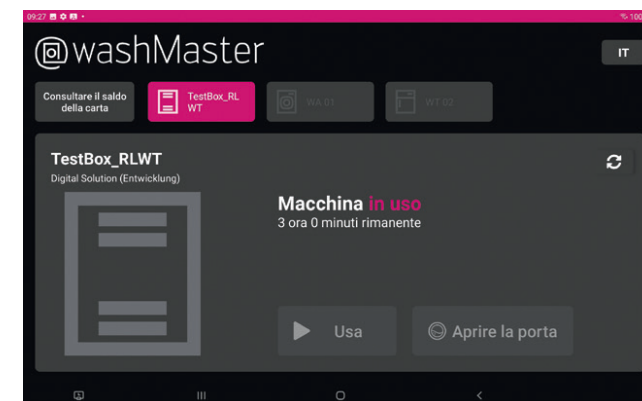 09:27
100
washMaster
IT
Consultare il saldo
della carta
TestBox_RL
WT
WA 01
WT 02
TestBox_RLWT
Digital Solution (Entwicklung)
Macchina in uso
3 ora 0 minuti rimanente
Usa
Aprire la porta